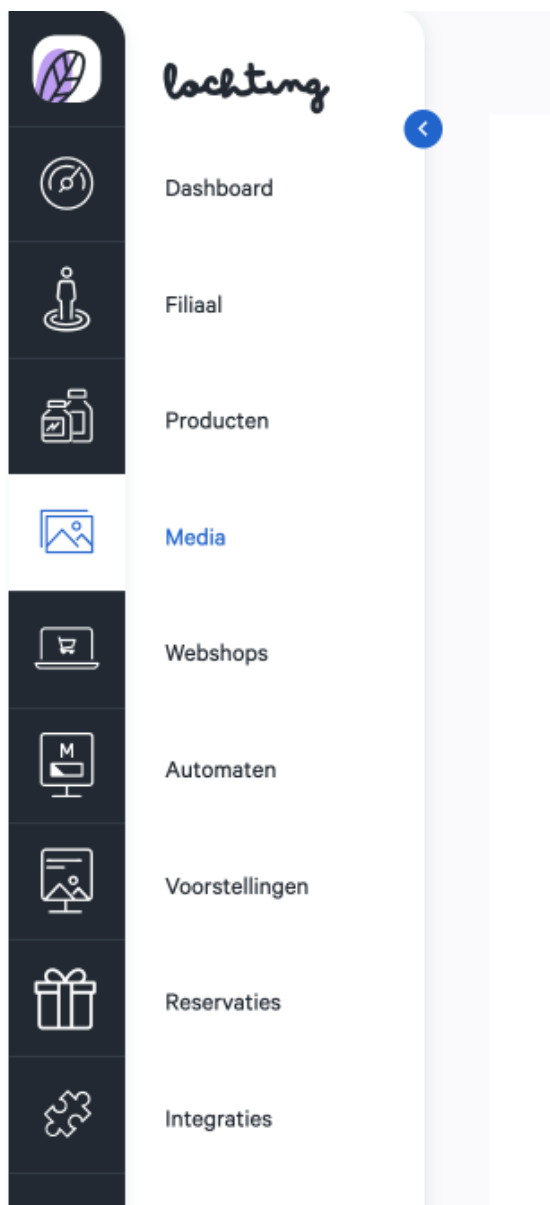 lochting
Dashboard
Filiaal
Producten
Media
Webshops
M
Automaten
Voorstellingen
Reservaties
Integraties